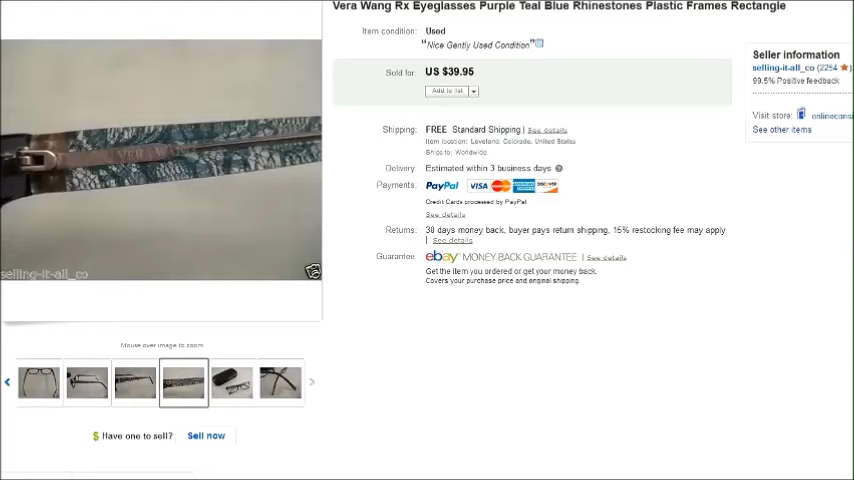 Vera Wang Rx Eyeglasses Purple Teal Blue Rhinestones Plastic Frames Rectangle
Item condition: Used
"Nice Gently Used Condition"
Sold for: US $39.95
Add to list
Shipping: FREE Standard Shipping | See details
Item location: Loveland, Colorado, United States
Ships to: Worldwide
Delivery: Estimated within 3 business days
Payments: PayPal VISA DISCOVER
Credit Cards processed by PayPal
See details
Returns: 30 days money back, buyer pays return shipping, 15% restocking fee may apply
| See details
Guarantee: ebay MONEY BACK GUARANTEE | See details
Get the item you ordered or get your money back.
Covers your purchase price and original shipping.
Seller information
selling-it-all_co (2254 )
99.5% Positive feedback
Visit store: onlinecons
See other items
selling-it-all_co
Mouse over image to zoom
$ Have one to sell? Sell now